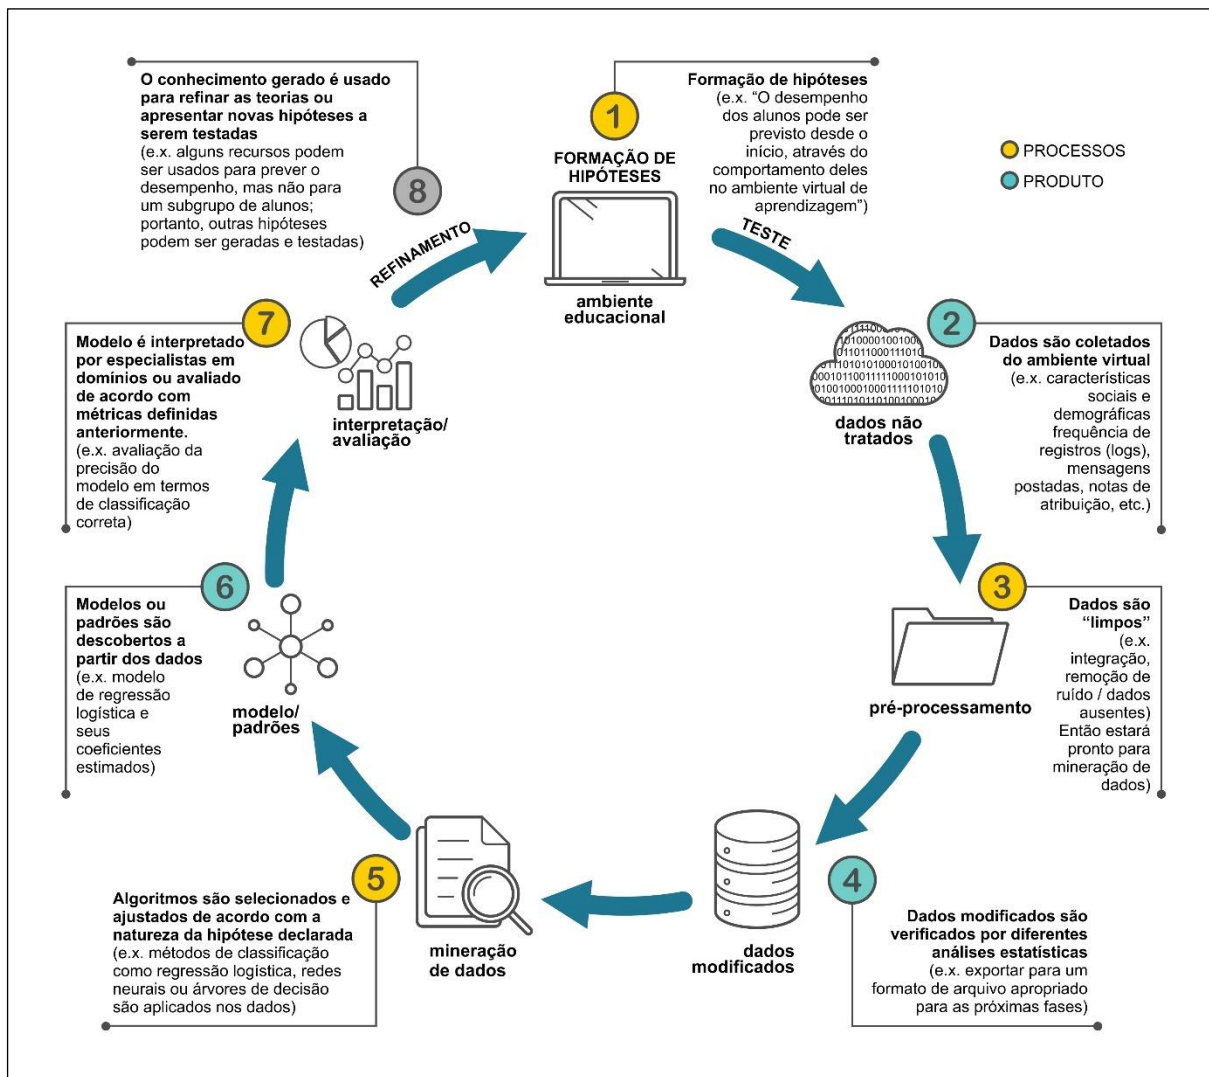 1
FORMAÇÃO DE
HIPÓTESES
ambiente
educacional
Formação de hipóteses
(e.x. “O desempenho
dos alunos pode ser
previsto desde o
início, através do
comportamento deles
no ambiente virtual de
aprendizagem”)
PROCESSOS
PRODUTO
TESTE
2
dados não
tratados
Dados são coletados
do ambiente virtual
(e.x. características
sociais e
demográficas
frequência de
registros (logs),
mensagens
postadas, notas de
atribuição, etc.)
3
pré-processamento
Dados são
“limpos”
(e.x.
integração,
remoção de
ruído / dados
ausentes)
Então estará
pronto para
mineração de
dados)
4
dados
modificados
Dados modificados são
verificados por diferentes
análises estatísticas
(e.x. exportar para um
formato de arquivo apropriado
para as próximas fases)
5
mineração
de dados
Algoritmos são selecionados e
ajustados de acordo com a
natureza da hipótese declarada
(e.x. métodos de classificação
como regressão logística, redes
neurais ou árvores de decisão
são aplicados nos dados)
6
modelo/
padrões
Modelos ou
padrões são
descobertos a
partir dos dados
(e.x. modelo
de regressão
logística e
seus
coeficientes
estimados)
7
interpretação/
avaliação
Modelo é interpretado
por especialistas em
domínios ou avaliado
de acordo com
métricas definidas
anteriormente.
(e.x. avaliação da
precisão do
modelo em termos
de classificação
correta)
REFINAMENTO
8
O conhecimento gerado é usado
para refinar as teorias ou
apresentar novas hipóteses a
serem testadas
(e.x. alguns recursos podem
ser usados para prever o
desempenho, mas não para
um subgrupo de alunos;
portanto, outras hipóteses
podem ser geradas e testadas)